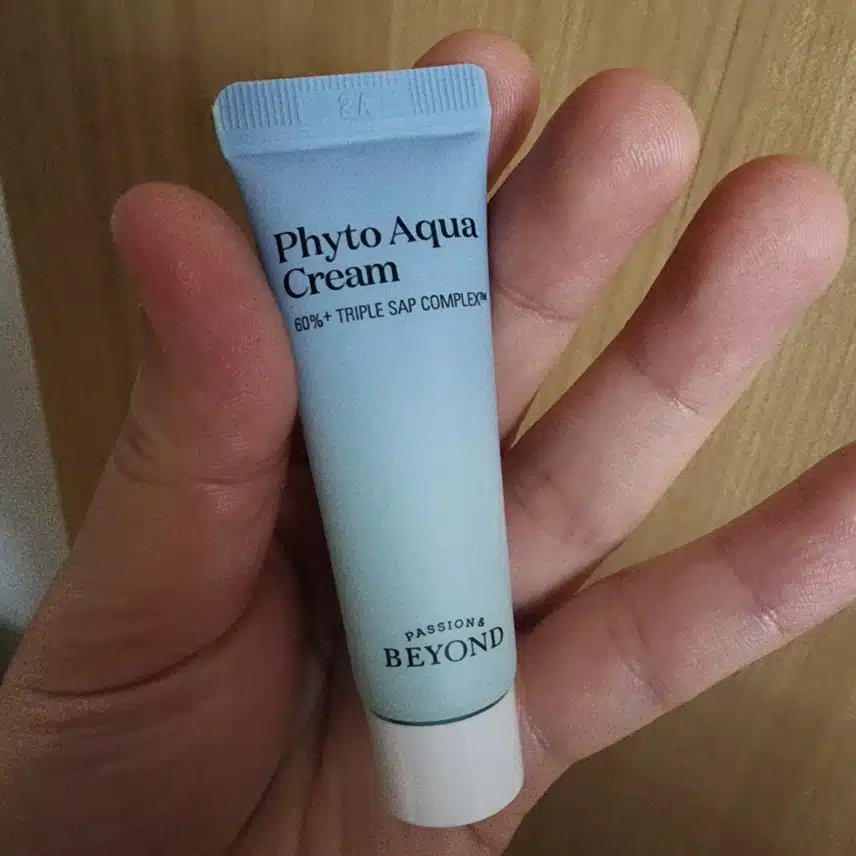 Phyto Aqua
Cream
60%+ TRIPLE SAP COMPLEX™
PASSION&
BEYOND